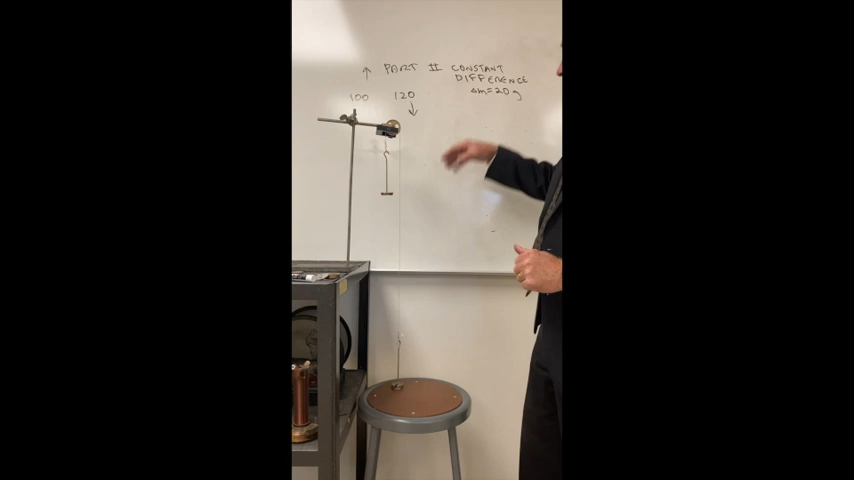 ↑ PART II CONSTANT
DIFFERENCE
100 120 ↓ Δm=20g